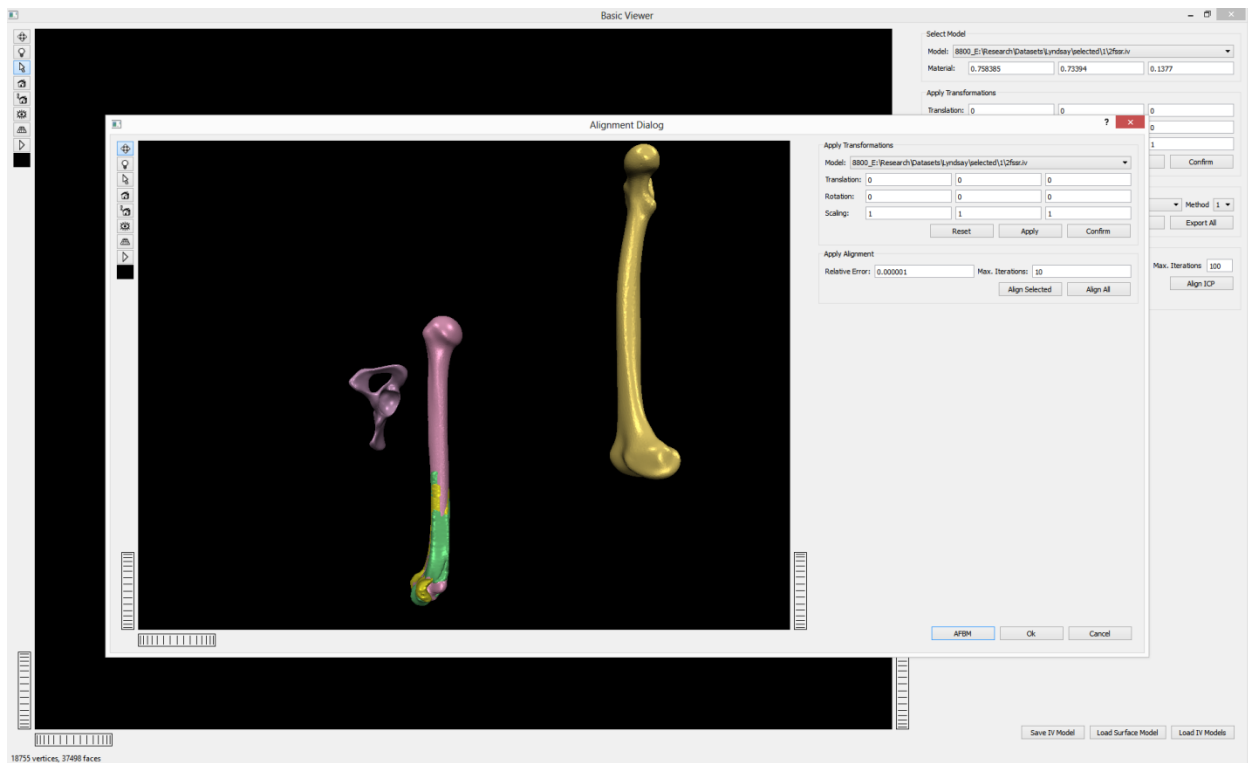 Basic Viewer
Select Model
Model: 8800_E:\Research\Datasets\Lyndsay\selected\1\2fssr.iv
Material: 0.758385 0.73394 0.1377
Apply Transformations
Translation: 0 0 0
0
1
Confirm
Method 1
Export All
Max. Iterations 100
Align ICP
Alignment Dialog
?
Apply Transformations
Model: 8800_E:\Research\Datasets\Lyndsay\selected\1\2fssr.iv
Translation: 0 0 0
Rotation: 0 0 0
Scaling: 1 1 1
Reset Apply Confirm
Apply Alignment
Relative Error: 0.000001 Max. Iterations: 10
Align Selected Align All
AFBM Ok Cancel
Save IV Model Load Surface Model Load IV Models
18755 vertices, 37498 faces